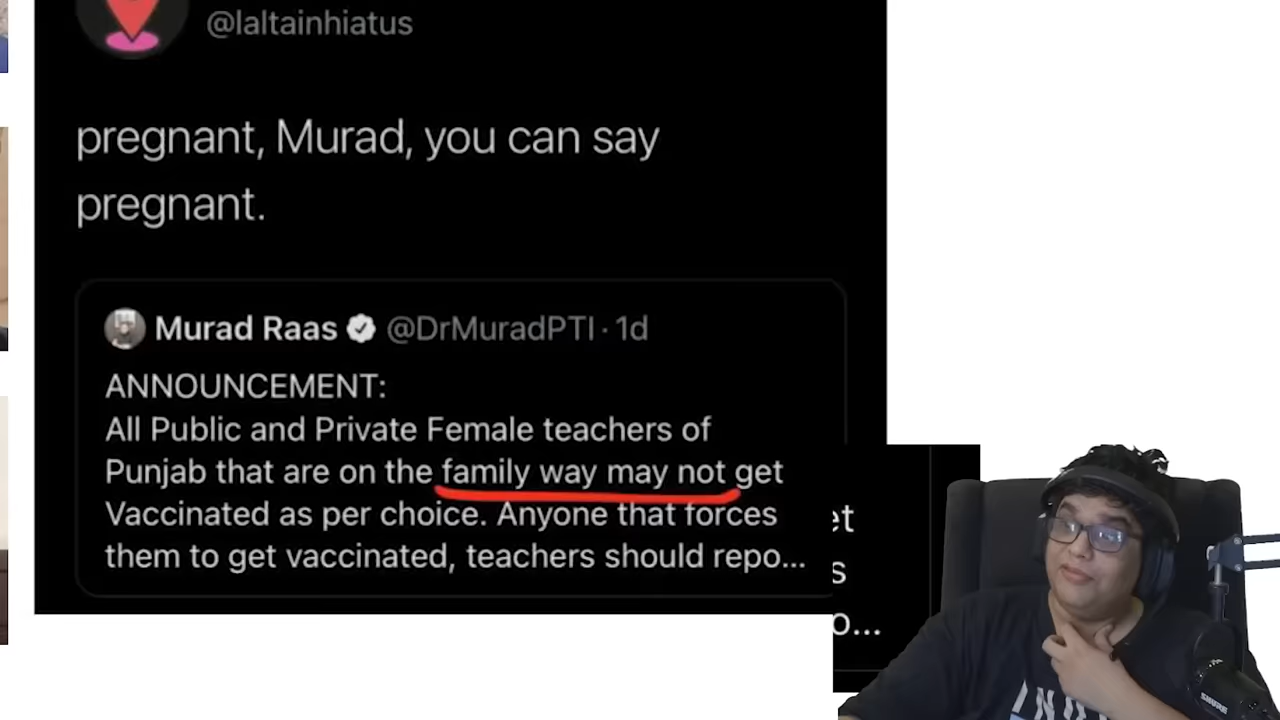 @laltainhiatus
pregnant, Murad, you can say
pregnant.
Murad Raas @DrMuradPTI · 1d
ANNOUNCEMENT:
All Public and Private Female teachers of
Punjab that are on the family way may not get
Vaccinated as per choice. Anyone that forces
them to get vaccinated, teachers should repo...
et
s
o...
SHURE